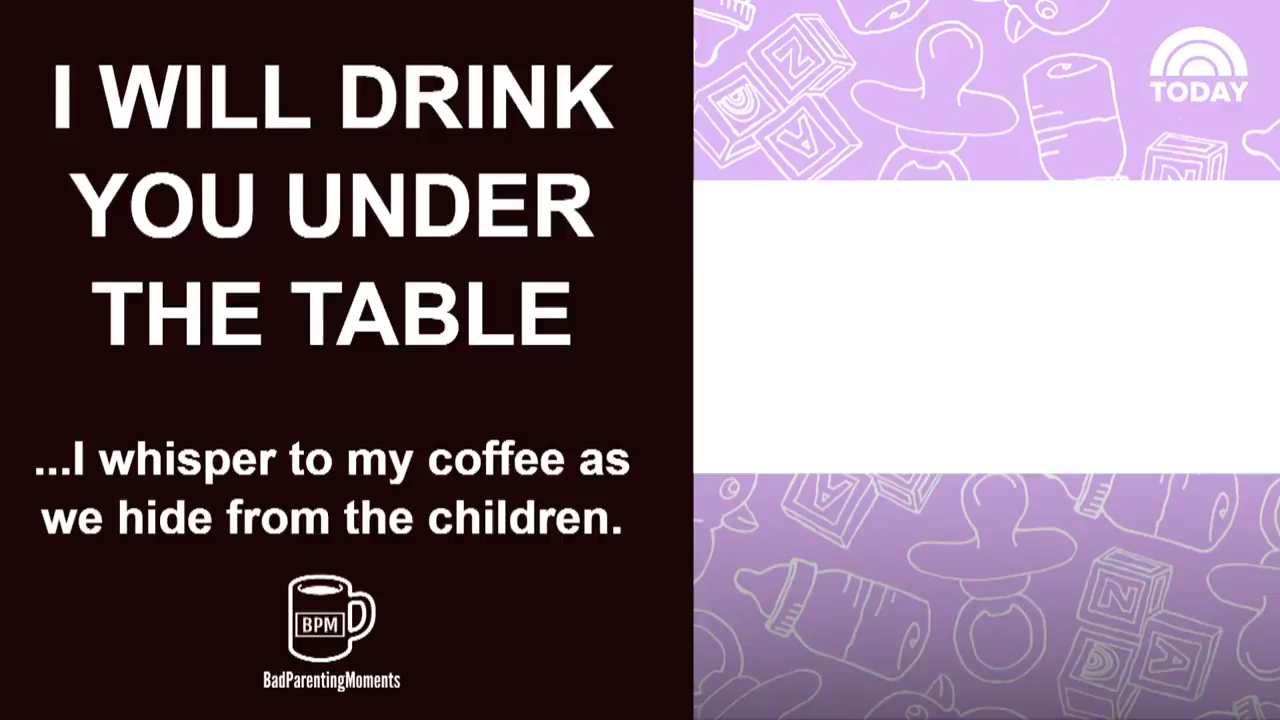 I WILL DRINK
YOU UNDER
THE TABLE
...I whisper to my coffee as
we hide from the children.
BPM
BadParentingMoments
TODAY
Z
A
Z
A
Z
A